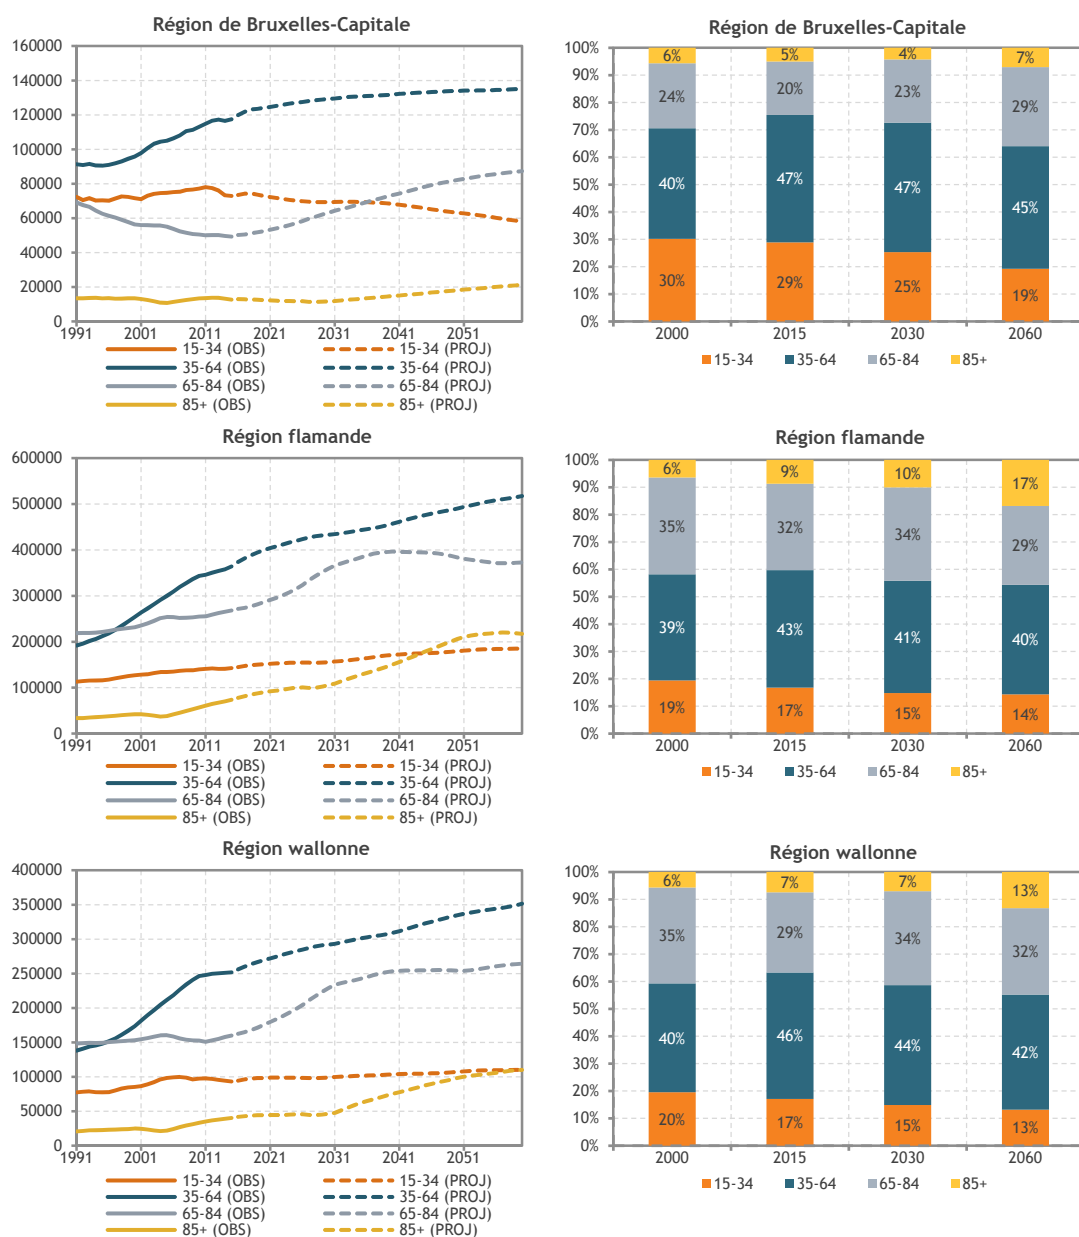 Région de Bruxelles-Capitale
160000
140000
120000
100000
80000
60000
40000
20000
0
1991 2001 2011 2021 2031 2041 2051
15-34 (OBS) 15-34 (PROJ)
35-64 (OBS) 35-64 (PROJ)
65-84 (OBS) 65-84 (PROJ)
85+ (OBS) 85+ (PROJ)
Région de Bruxelles-Capitale
100%
90%
80%
70%
60%
50%
40%
30%
20%
10%
0%
6% 5% 4% 7%
24% 20% 23% 29%
40% 47% 47% 45%
30% 29% 25% 19%
2000 2015 2030 2060
15-34 35-64 65-84 85+
Région flamande
600000
500000
400000
300000
200000
100000
0
1991 2001 2011 2021 2031 2041 2051
15-34 (OBS) 15-34 (PROJ)
35-64 (OBS) 35-64 (PROJ)
65-84 (OBS) 65-84 (PROJ)
85+ (OBS) 85+ (PROJ)
Région flamande
100%
90%
80%
70%
60%
50%
40%
30%
20%
10%
0%
6% 9% 10% 17%
35% 32% 34% 29%
39% 43% 41% 40%
19% 17% 15% 14%
2000 2015 2030 2060
15-34 35-64 65-84 85+
Région wallonne
400000
350000
300000
250000
200000
150000
100000
50000
0
1991 2001 2011 2021 2031 2041 2051
15-34 (OBS) 15-34 (PROJ)
35-64 (OBS) 35-64 (PROJ)
65-84 (OBS) 65-84 (PROJ)
85+ (OBS) 85+ (PROJ)
Région wallonne
100%
90%
80%
70%
60%
50%
40%
30%
20%
10%
0%
6% 7% 7% 13%
35% 29% 34% 32%
40% 46% 44% 42%
20% 17% 15% 13%
2000 2015 2030 2060
15-34 35-64 65-84 85+